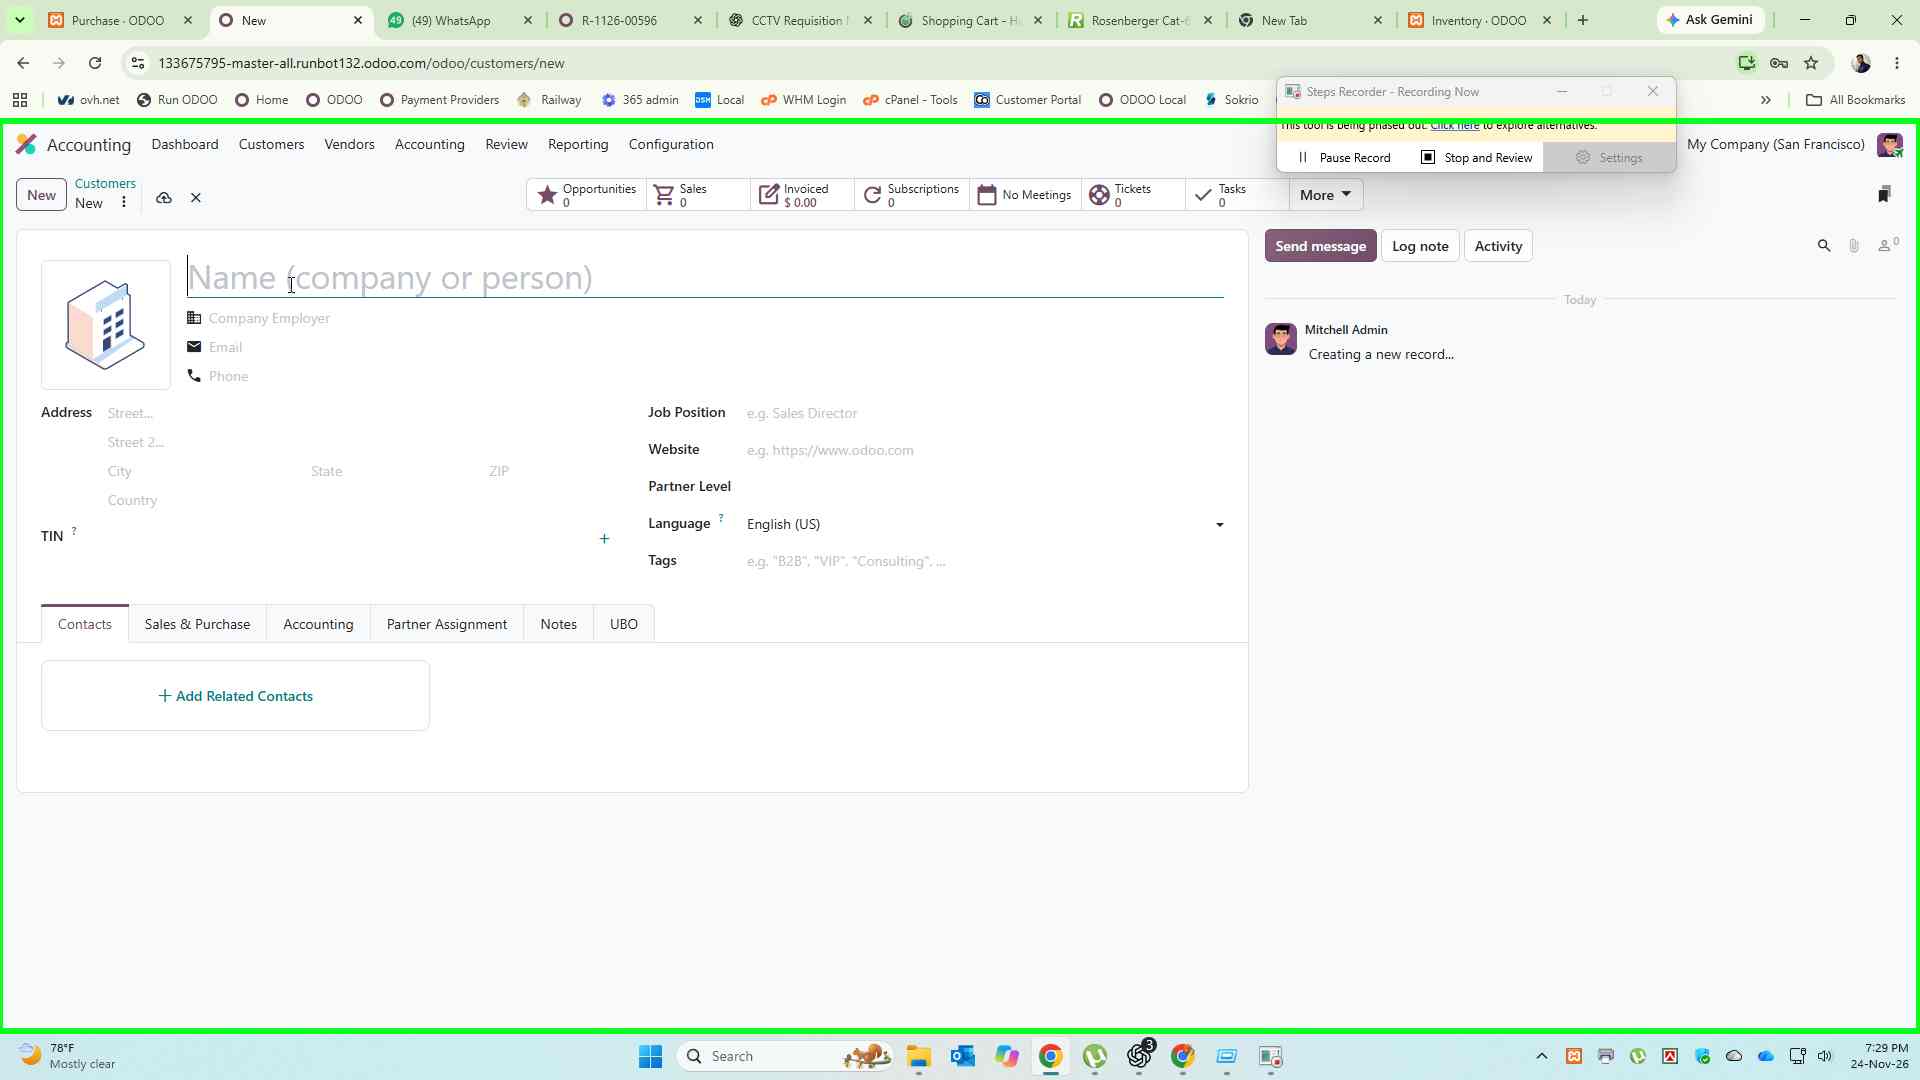 Purchase · ODOO
New
49
(49) WhatsApp
R-1126-00596
CCTV Requisition
Shopping Cart - H
Rosenberger Cat-6
New Tab
Inventory · ODOO
Ask Gemini
133675795-master-all.runbot132.odoo.com/odoo/customers/new
ovh.net
Run ODOO
Home
ODOO
Payment Providers
Railway
365 admin
DSM Local
WHM Login
cPanel - Tools
Customer Portal
ODOO Local
Sokrio
All Bookmarks
Steps Recorder - Recording Now
This tool is being phased out. Click here to explore alternatives.
Pause Record
Stop and Review
Settings
Accounting
Dashboard
Customers
Vendors
Accounting
Review
Reporting
Configuration
My Company (San Francisco)
New
Customers
New
Opportunities
0
Sales
0
Invoiced
$ 0.00
Subscriptions
0
No Meetings
Tickets
0
Tasks
0
More
Name (company or person)
Company Employer
Email
Phone
Address
Street...
Street 2...
City
State
ZIP
Country
TIN ?
Job Position
e.g. Sales Director
Website
e.g. https://www.odoo.com
Partner Level
Language ?
English (US)
Tags
e.g. "B2B", "VIP", "Consulting", ...
Contacts
Sales & Purchase
Accounting
Partner Assignment
Notes
UBO
+ Add Related Contacts
Send message
Log note
Activity
0
Today
Mitchell Admin
Creating a new record...
78°F
Mostly clear
Search
3
7:29 PM
24-Nov-26